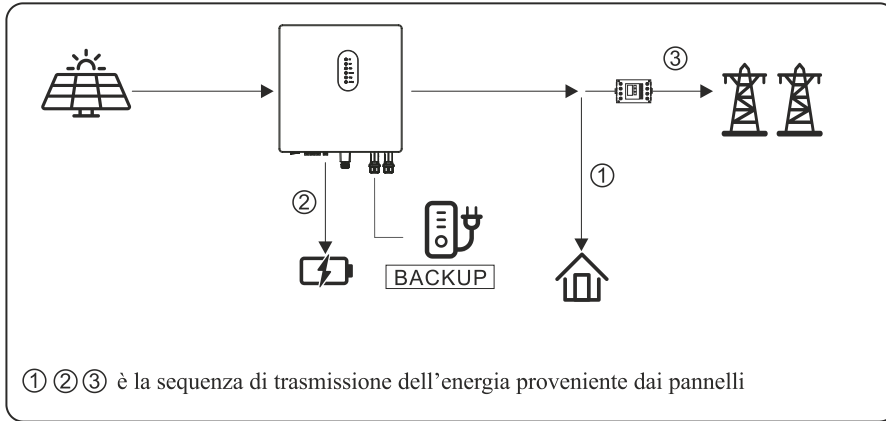 ③
①
②
BACKUP
① ② ③ è la sequenza di trasmissione dell’energia proveniente dai pannelli